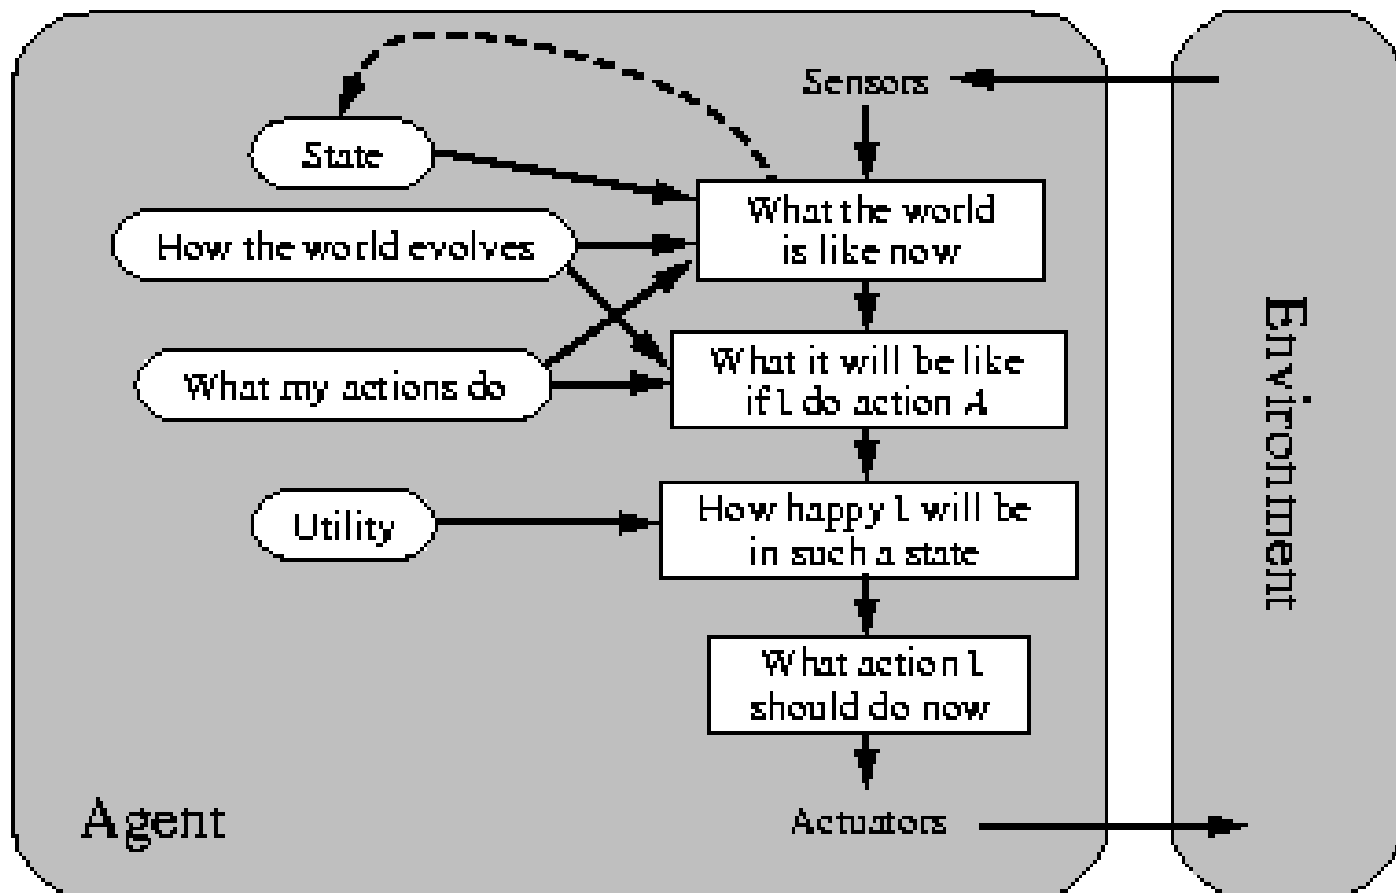 Sensors
State
What the world
is like now
How the world evolves
What it will be like
if I do action A
What my actions do
How happy I will be
in such a state
Utility
What action I
should do now
Agent
Actuators
Environment